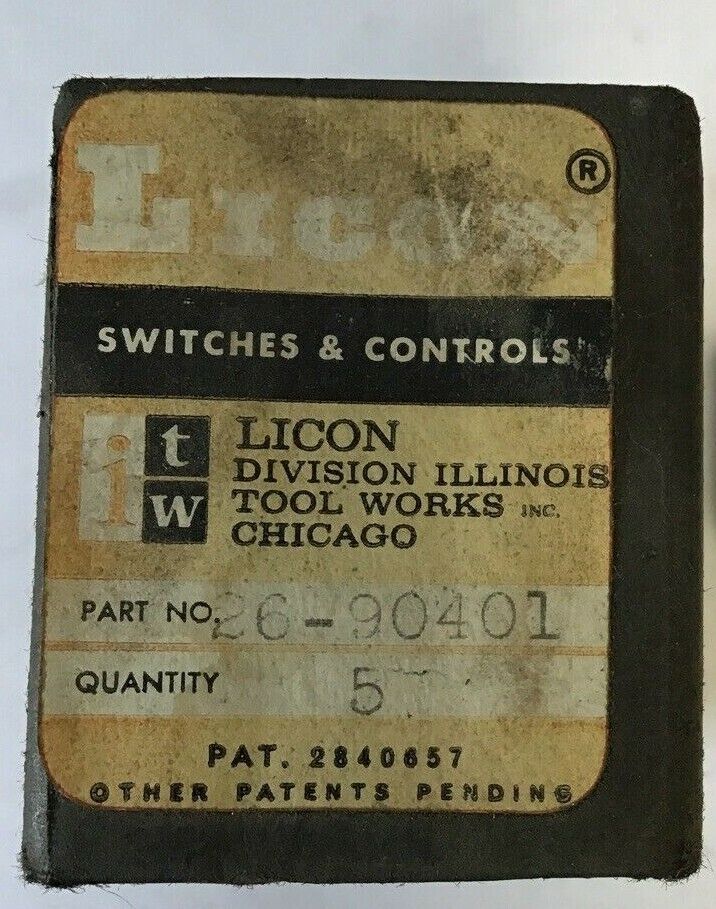 LICON ®
SWITCHES & CONTROLS
itw
LICON
DIVISION ILLINOIS
TOOL WORKS INC.
CHICAGO
PART NO. 26-90401
QUANTITY 5
PAT. 2840657
OTHER PATENTS PENDING